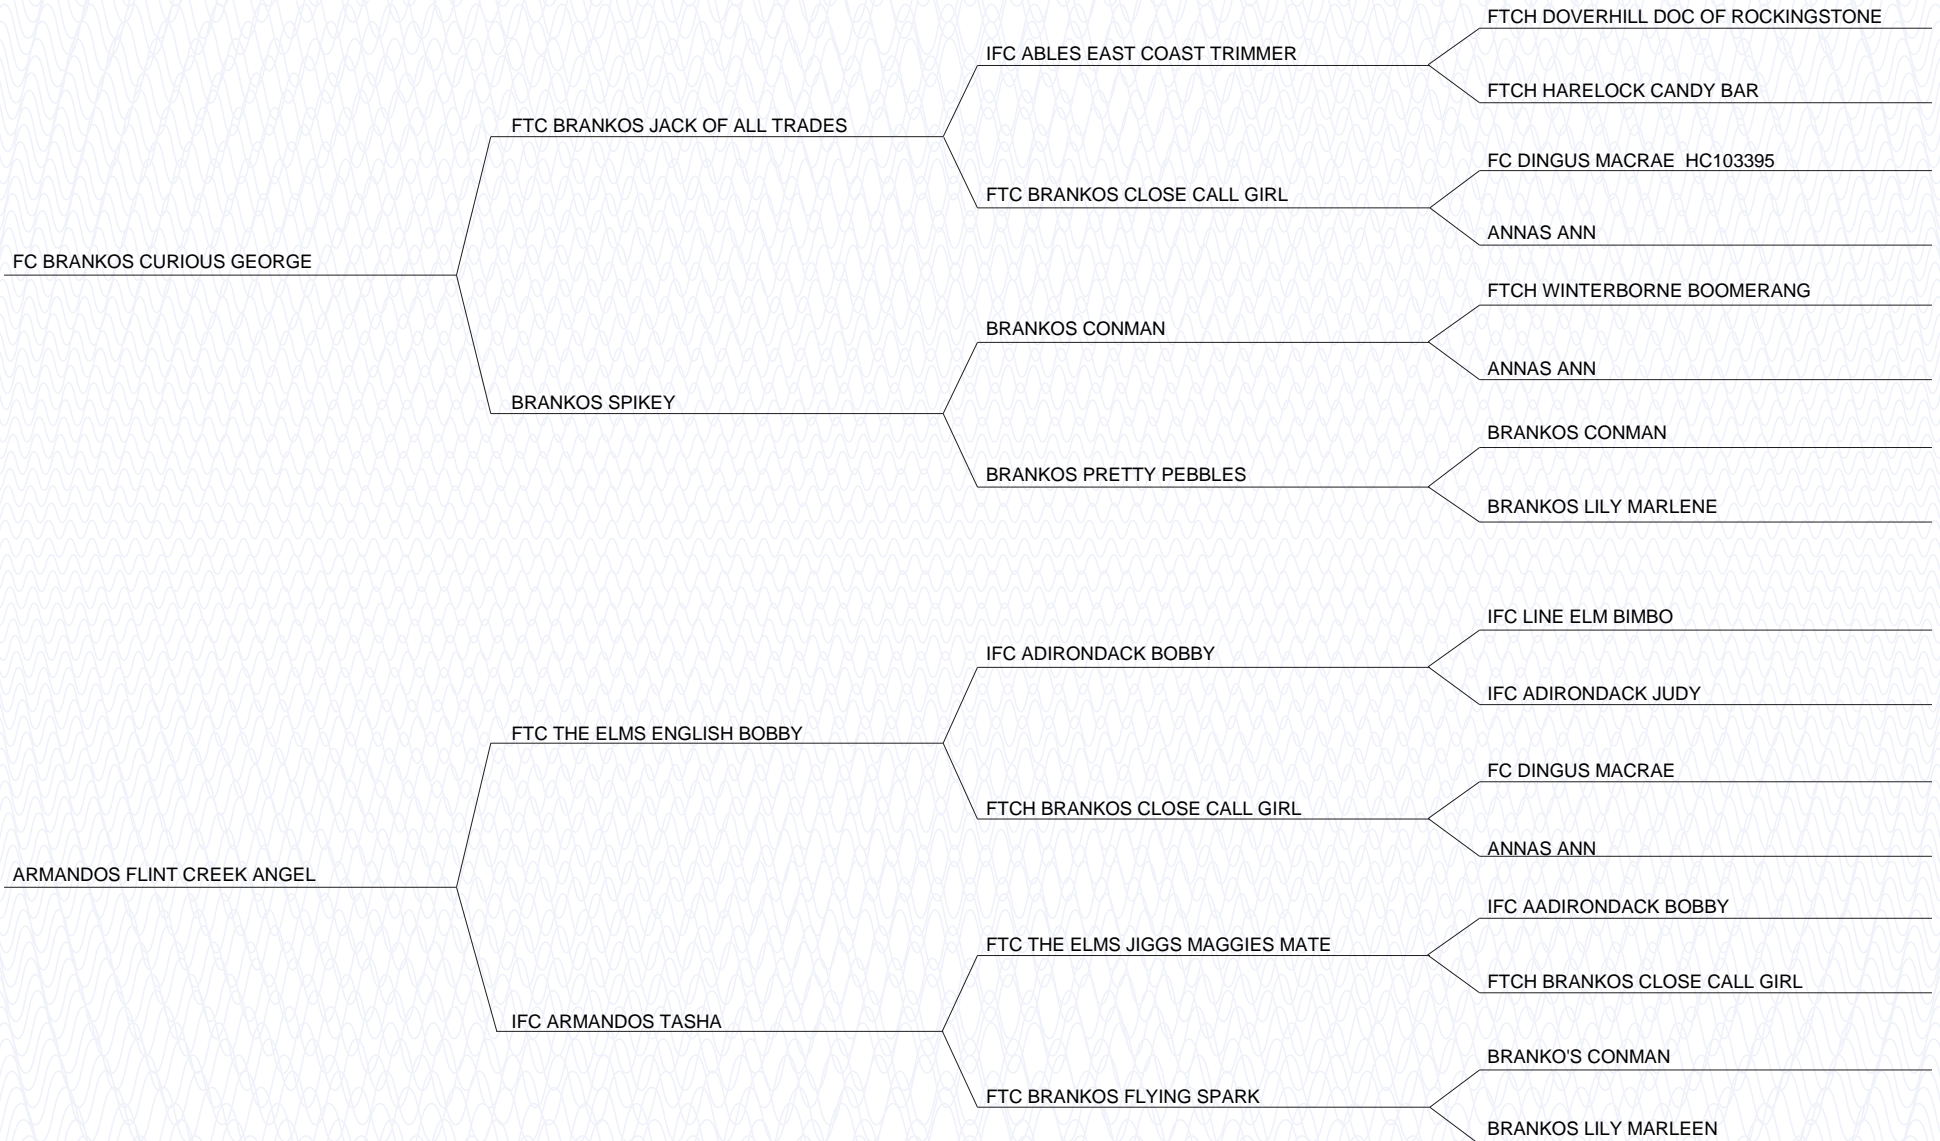 FTCH DOVERHILL DOC OF ROCKINGSTONE
IFC ABLES EAST COAST TRIMMER
FTCH HARELOCK CANDY BAR
FTC BRANKOS JACK OF ALL TRADES
FC DINGUS MACRAE  HC103395
FTC BRANKOS CLOSE CALL GIRL
ANNAS ANN
FC BRANKOS CURIOUS GEORGE
FTCH WINTERBORNE BOOMERANG
BRANKOS CONMAN
ANNAS ANN
BRANKOS SPIKEY
BRANKOS CONMAN
BRANKOS PRETTY PEBBLES
BRANKOS LILY MARLENE
IFC LINE ELM BIMBO
IFC ADIRONDACK BOBBY
IFC ADIRONDACK JUDY
FTC THE ELMS ENGLISH BOBBY
FC DINGUS MACRAE
FTCH BRANKOS CLOSE CALL GIRL
ANNAS ANN
ARMANDOS FLINT CREEK ANGEL
IFC AADIRONDACK BOBBY
FTC THE ELMS JIGGS MAGGIES MATE
FTCH BRANKOS CLOSE CALL GIRL
IFC ARMANDOS TASHA
BRANKO'S CONMAN
FTC BRANKOS FLYING SPARK
BRANKOS LILY MARLEEN